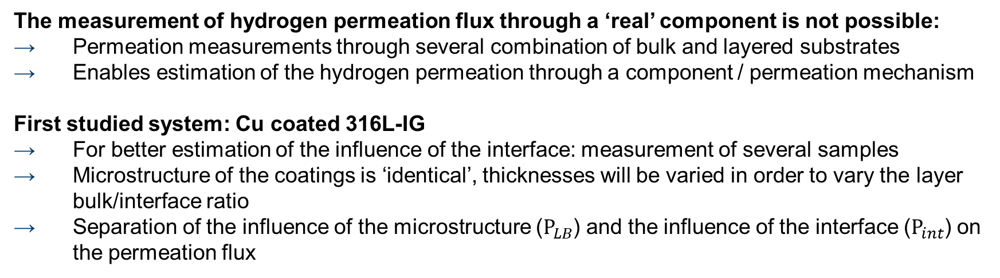 The measurement of hydrogen permeation flux through a ‘real’ component is not possible:
→ Permeation measurements through several combination of bulk and layered substrates
→ Enables estimation of the hydrogen permeation through a component / permeation mechanism
First studied system: Cu coated 316L-IG
→ For better estimation of the influence of the interface: measurement of several samples
→ Microstructure of the coatings is ‘identical’, thicknesses will be varied in order to vary the layer
bulk/interface ratio
→ Separation of the influence of the microstructure (P_LB) and the influence of the interface (P_int) on
the permeation flux